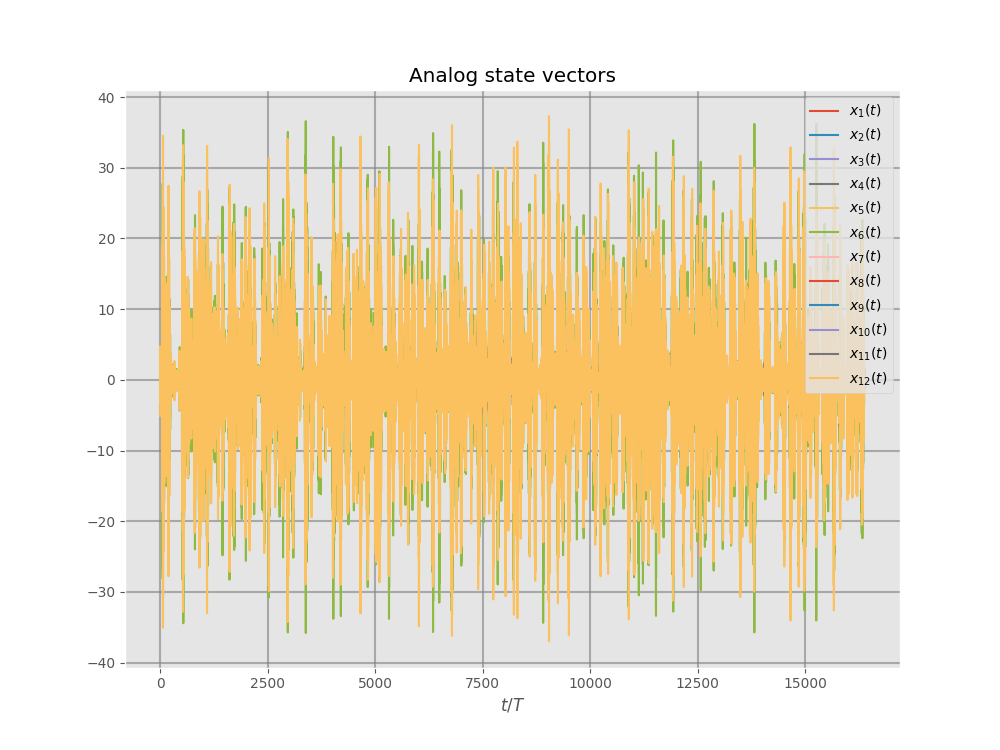 Analog state vectors
40
30
20
10
0
−10
−20
−30
−40
0 2500 5000 7500 10000 12500 15000
t/T
x₁(t)
x₂(t)
x₃(t)
x₄(t)
x₅(t)
x₆(t)
x₇(t)
x₈(t)
x₉(t)
x₁₀(t)
x₁₁(t)
x₁₂(t)